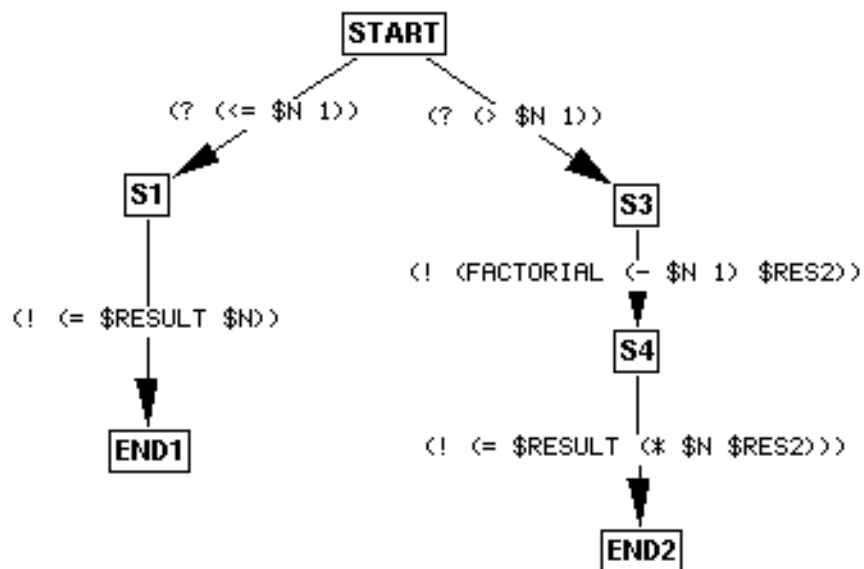 START
(? (<= $N 1))
(? (> $N 1))
S1
S3
(! (FACTORIAL (- $N 1) $RES2))
(! (= $RESULT $N))
S4
END1
(! (= $RESULT (* $N $RES2)))
END2